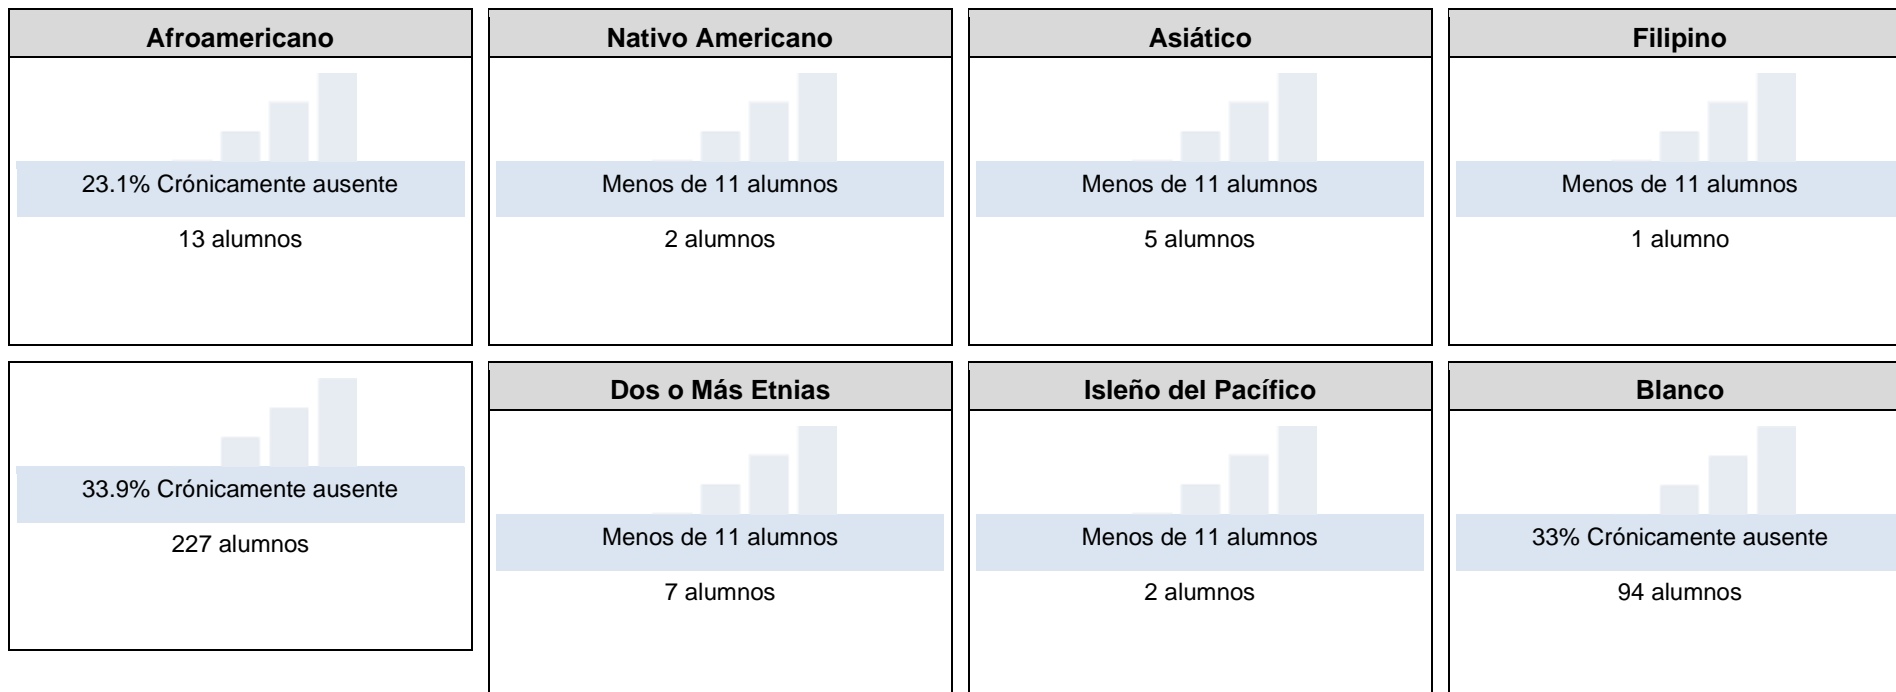 Afroamericano
23.1% Crónicamente ausente
13 alumnos
Nativo Americano
Menos de 11 alumnos
2 alumnos
Asiático
Menos de 11 alumnos
5 alumnos
Filipino
Menos de 11 alumnos
1 alumno
33.9% Crónicamente ausente
227 alumnos
Dos o Más Etnias
Menos de 11 alumnos
7 alumnos
Isleño del Pacífico
Menos de 11 alumnos
2 alumnos
Blanco
33% Crónicamente ausente
94 alumnos